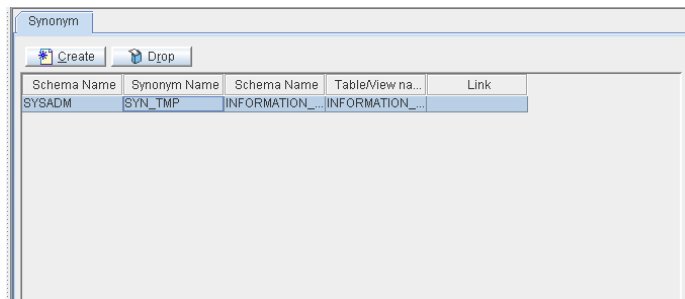 Synonym
Create Drop
Schema Name Synonym Name Schema Name Table/View na... Link
SYSADM SYN_TMP INFORMATION_... INFORMATION_...